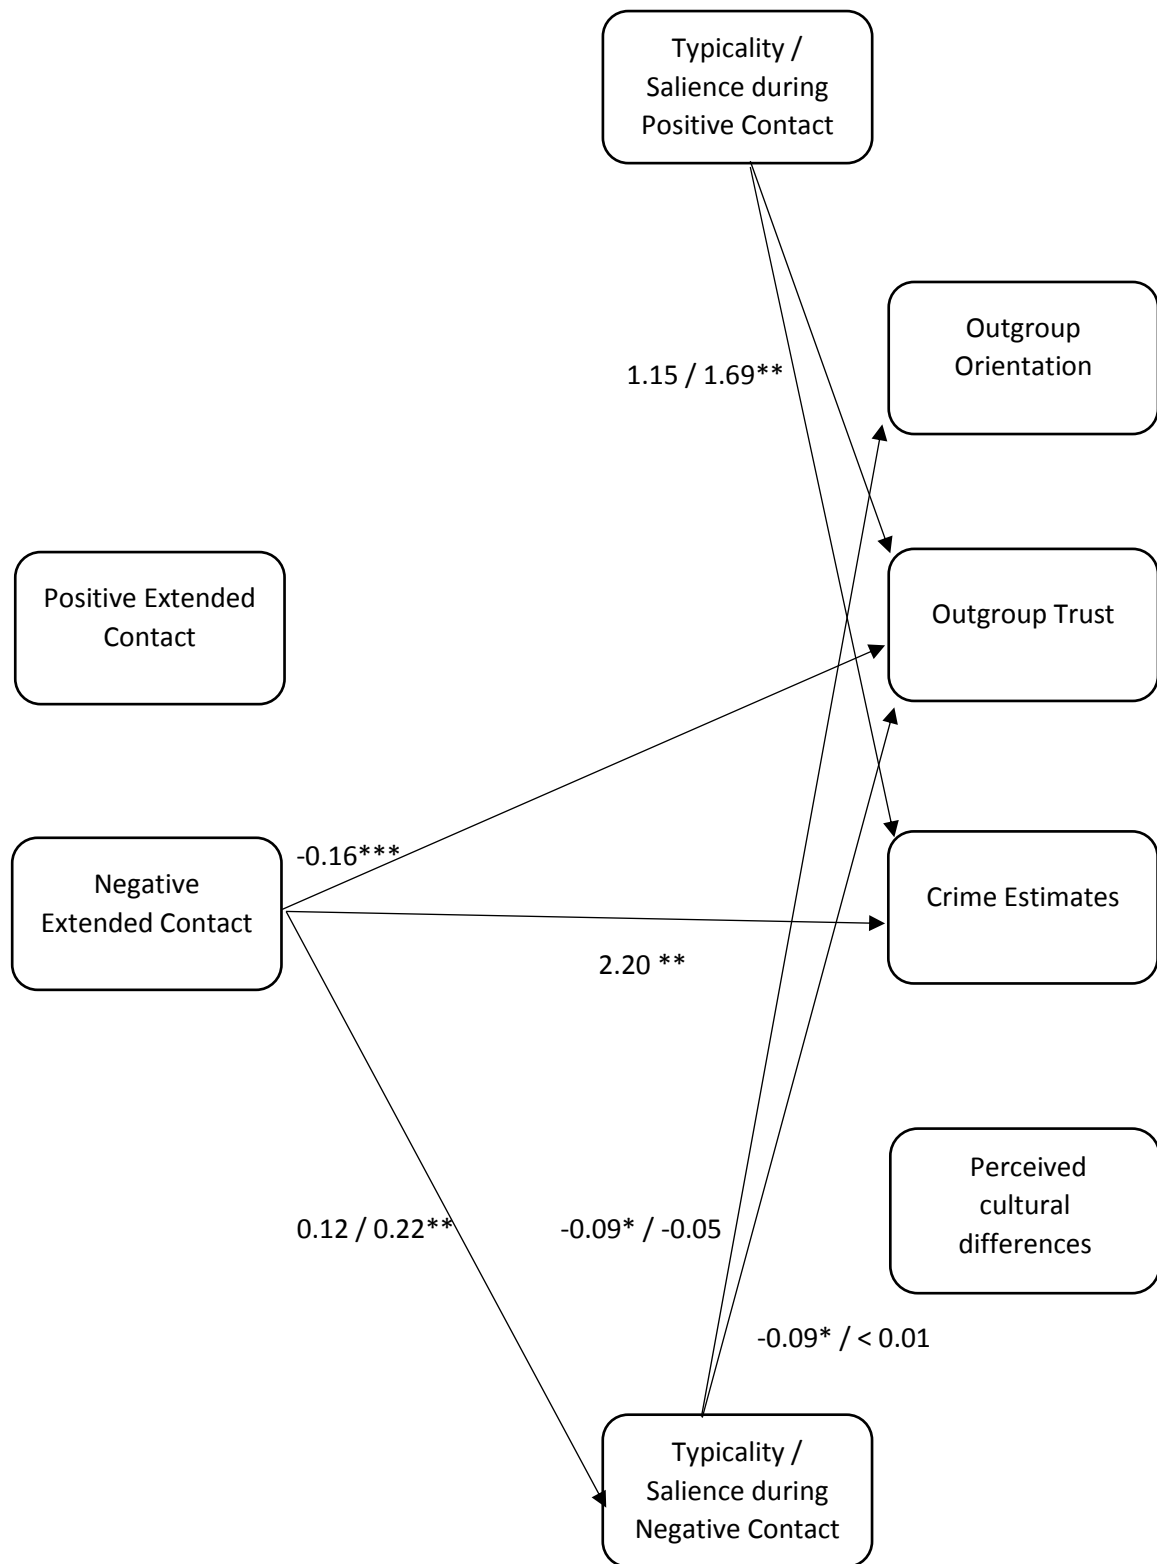 Typicality /
Salience during
Positive Contact
Outgroup
Orientation
1.15 / 1.69**
Positive Extended
Contact
Outgroup Trust
-0.16***
Negative
Extended Contact
Crime Estimates
2.20 **
Perceived
cultural
differences
0.12 / 0.22**
-0.09* / -0.05
-0.09* / < 0.01
Typicality /
Salience during
Negative Contact